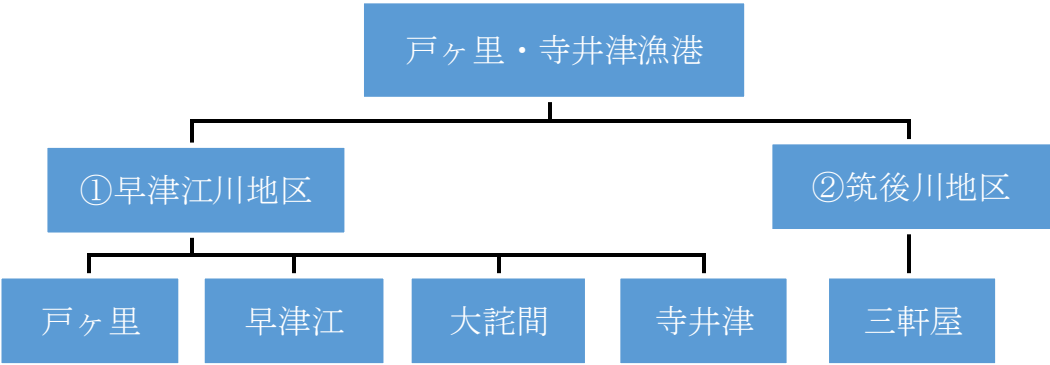 戸ヶ里・寺井津漁港
①早津江川地区
②筑後川地区
戸ヶ里
早津江
大詫間
寺井津
三軒屋